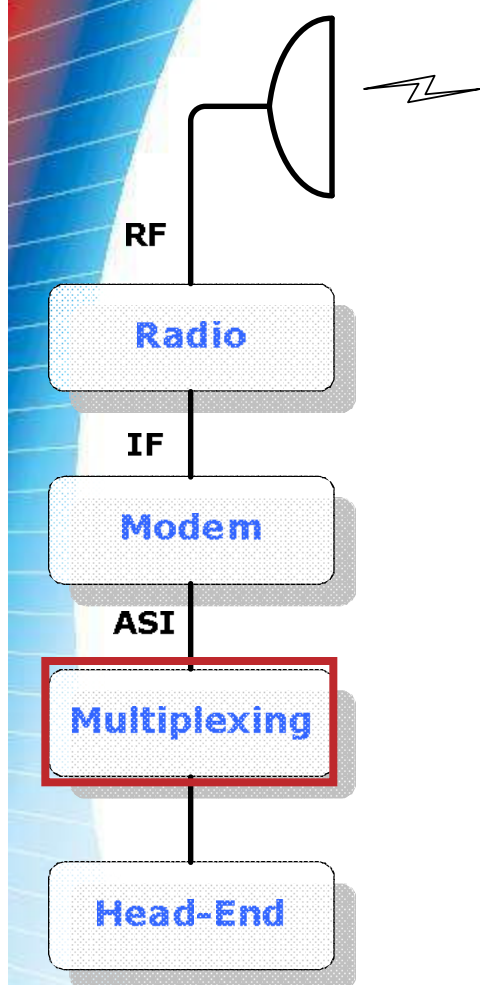 RF
Radio
IF
Modem
ASI
Multiplexing
Head-End